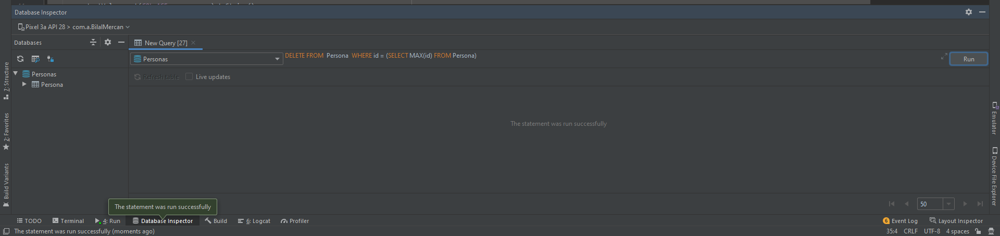 Database Inspector
Pixel 3a API 28 > com.a.BilalMercan
Databases
New Query [27]
Personas
DELETE FROM Persona WHERE id = (SELECT MAX(id) FROM Persona)
Run
Personas
Persona
Refresh table
Live updates
The statement was run successfully
50
The statement was run successfully
7: Structure
2: Favorites
Build Variants
Emulator
Device File Explorer
TODO
Terminal
4: Run
Database Inspector
Build
6: Logcat
Profiler
6 Event Log
Layout Inspector
The statement was run successfully (moments ago)
35:4 CRLF UTF-8 4 spaces